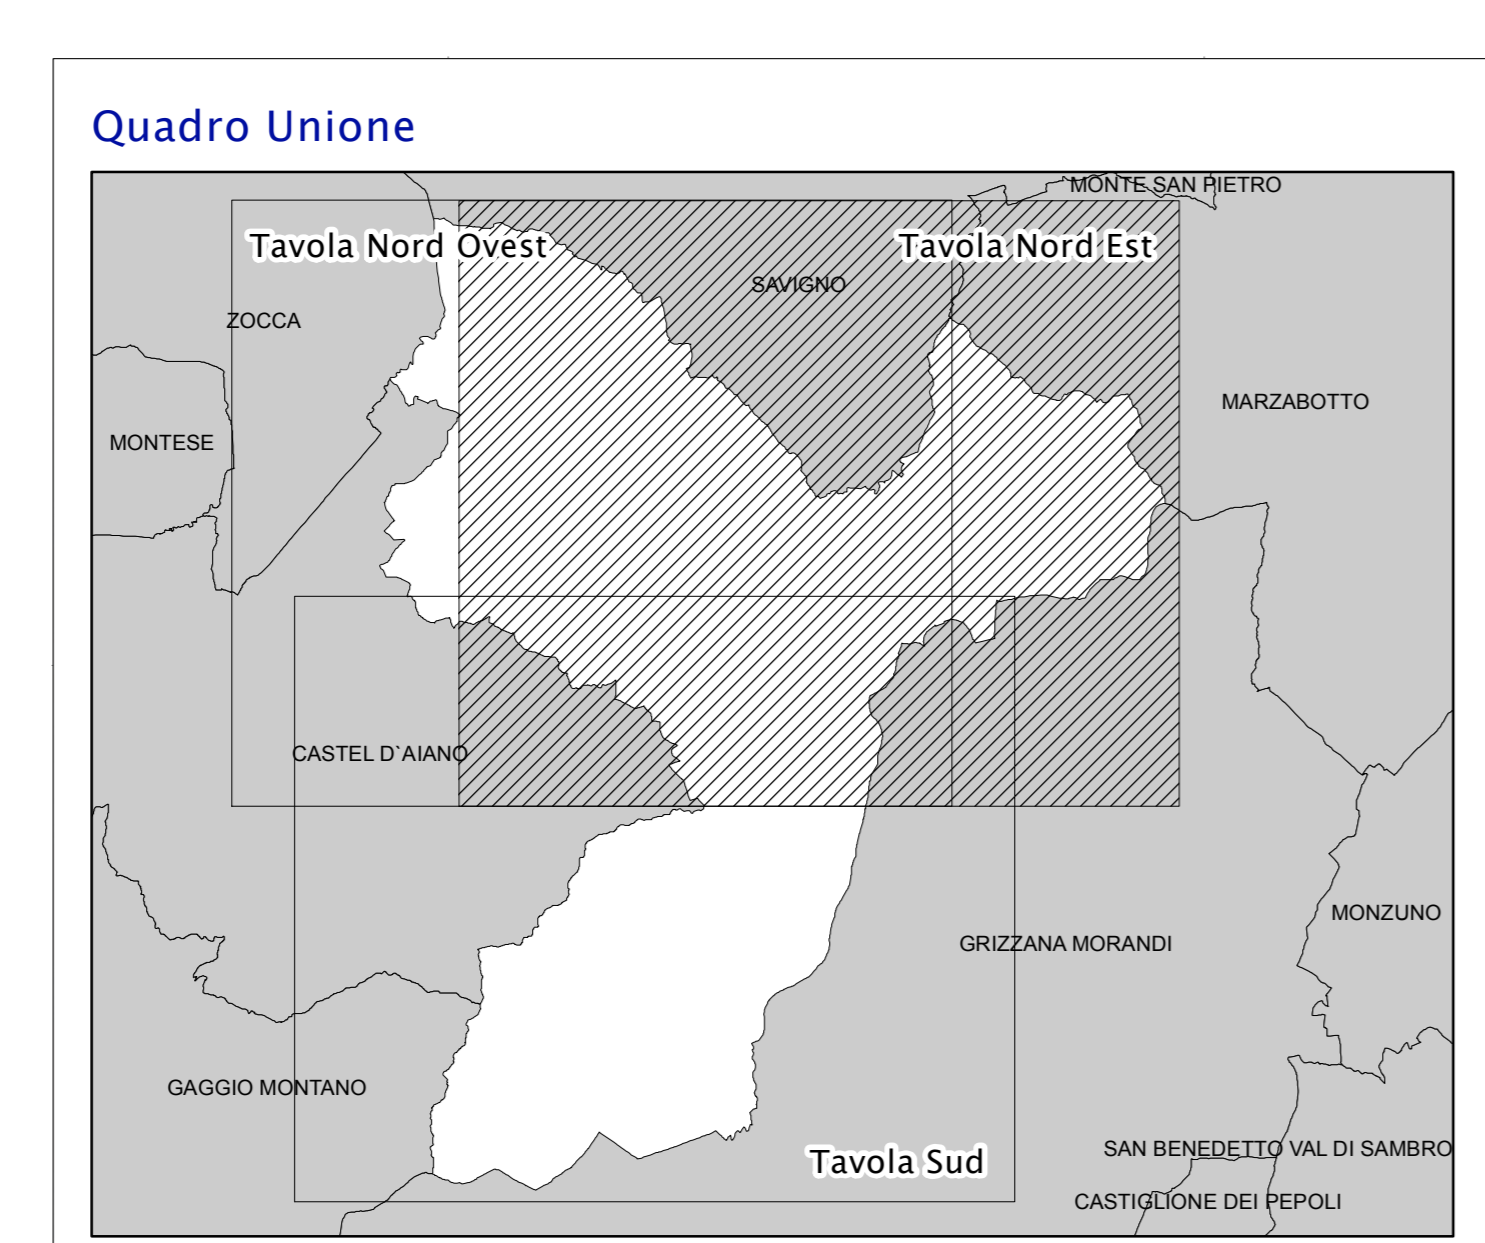 Quadro Unione
MONTE SAN PIETRO
Tavola Nord Ovest
Tavola Nord Est
SAVIGNO
ZOCCA
MARZABOTTO
MONTESE
CASTEL D`AIANO
MONZUNO
GRIZZANA MORANDI
GAGGIO MONTANO
SAN BENEDETTO VAL DI SAMBRO
Tavola Sud
CASTIGLIONE DEI PEPOLI